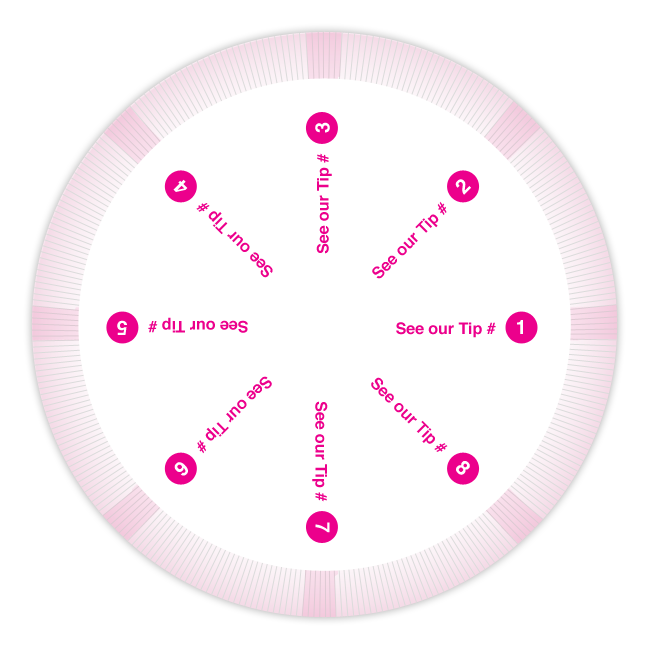 See our Tip # 1
See our Tip # 2
See our Tip # 3
See our Tip # 4
See our Tip # 5
See our Tip # 6
See our Tip # 7
See our Tip # 8